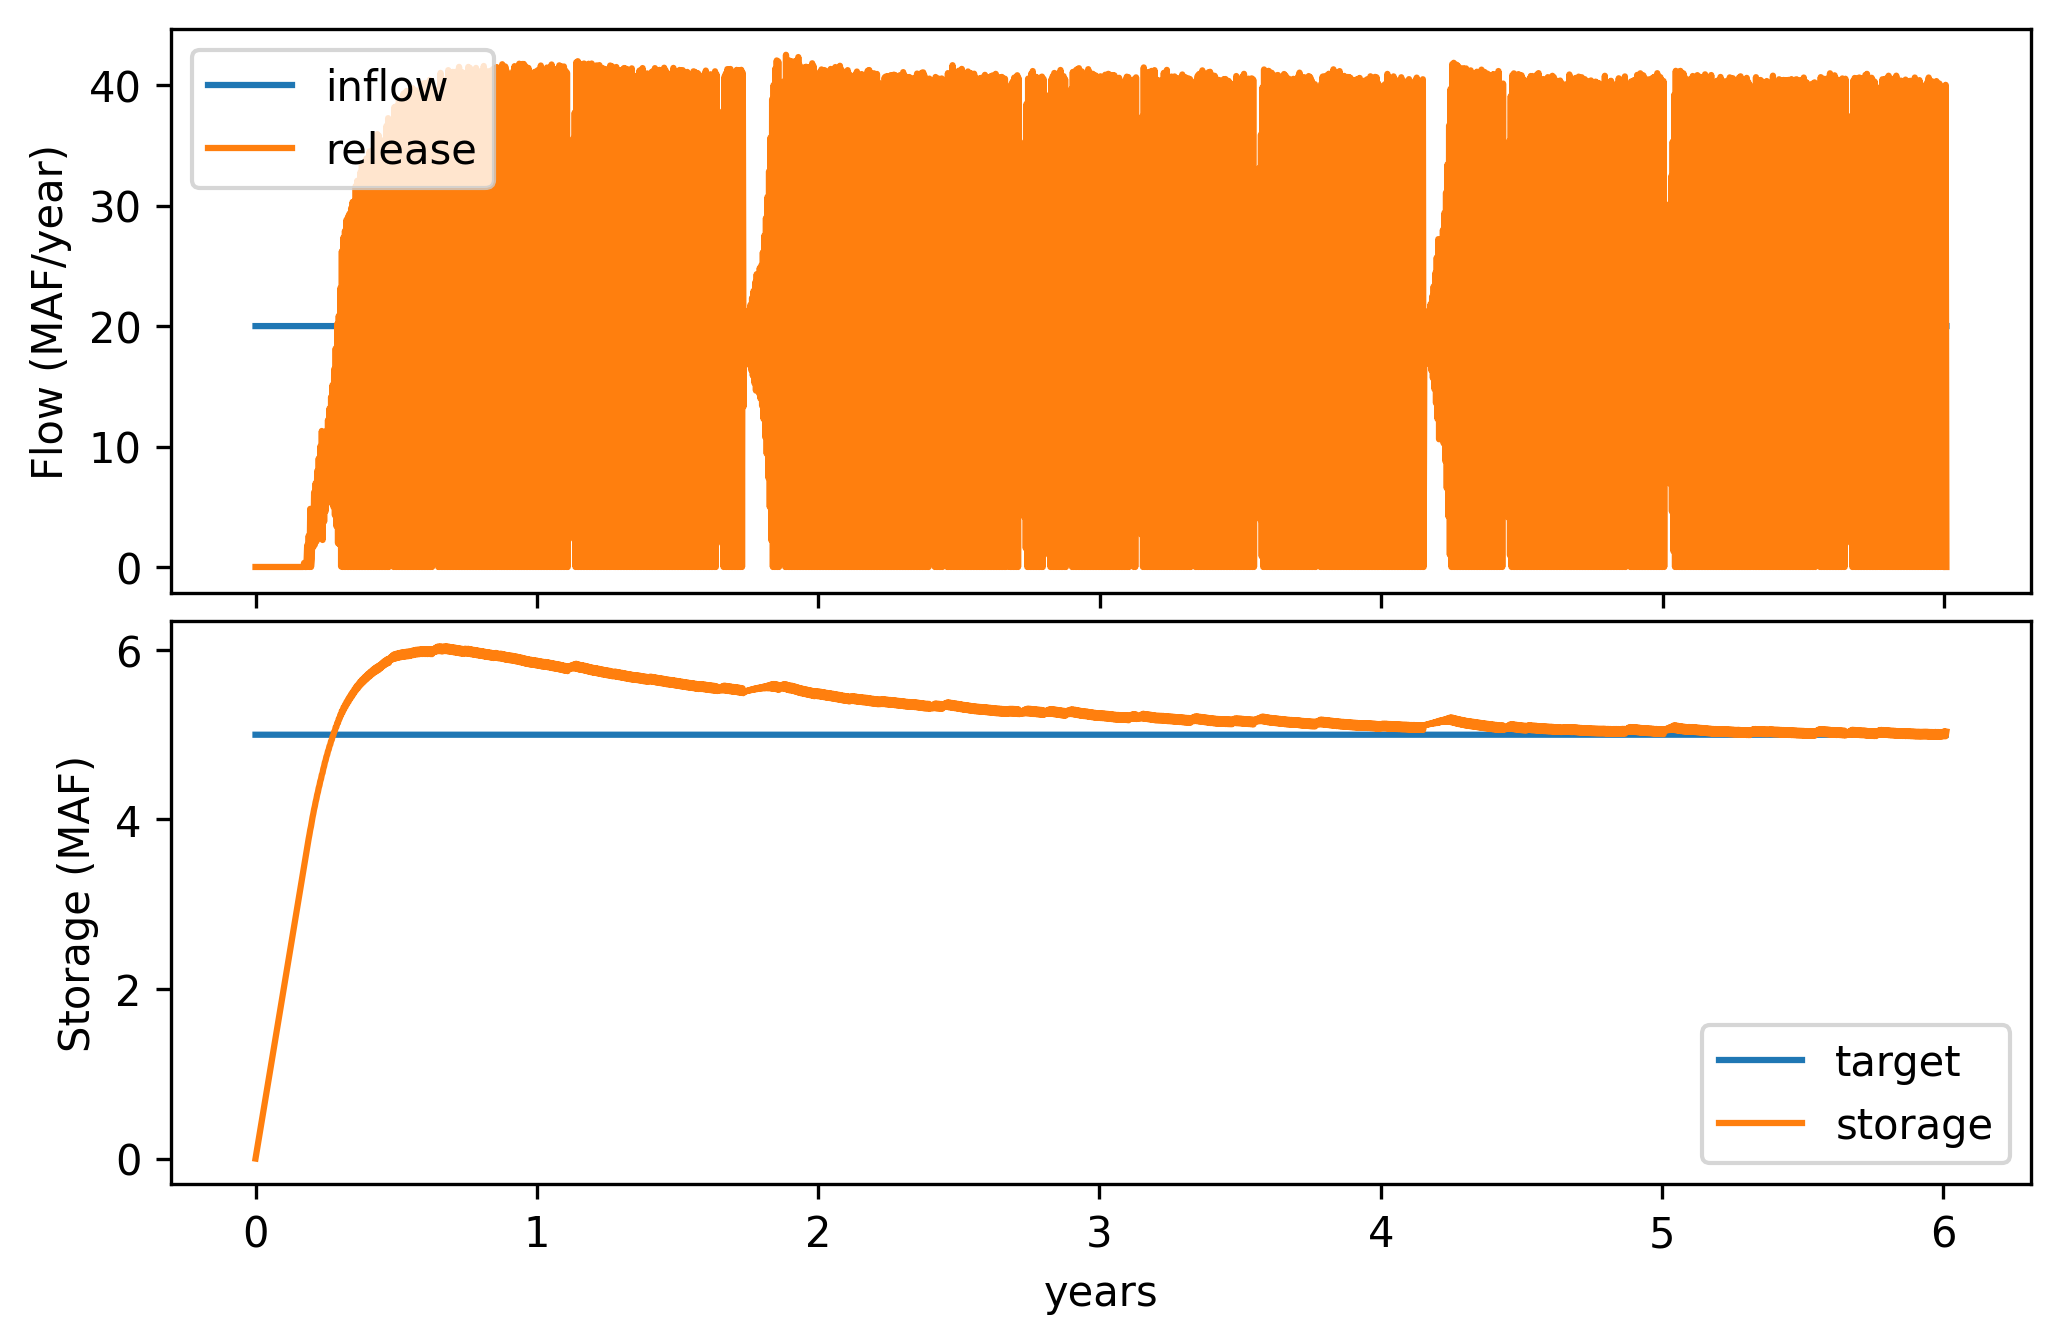 inflow
release
40
30
20
10
0
Flow (MAF/year)
6
4
2
0
Storage (MAF)
target
storage
0 1 2 3 4 5 6
years